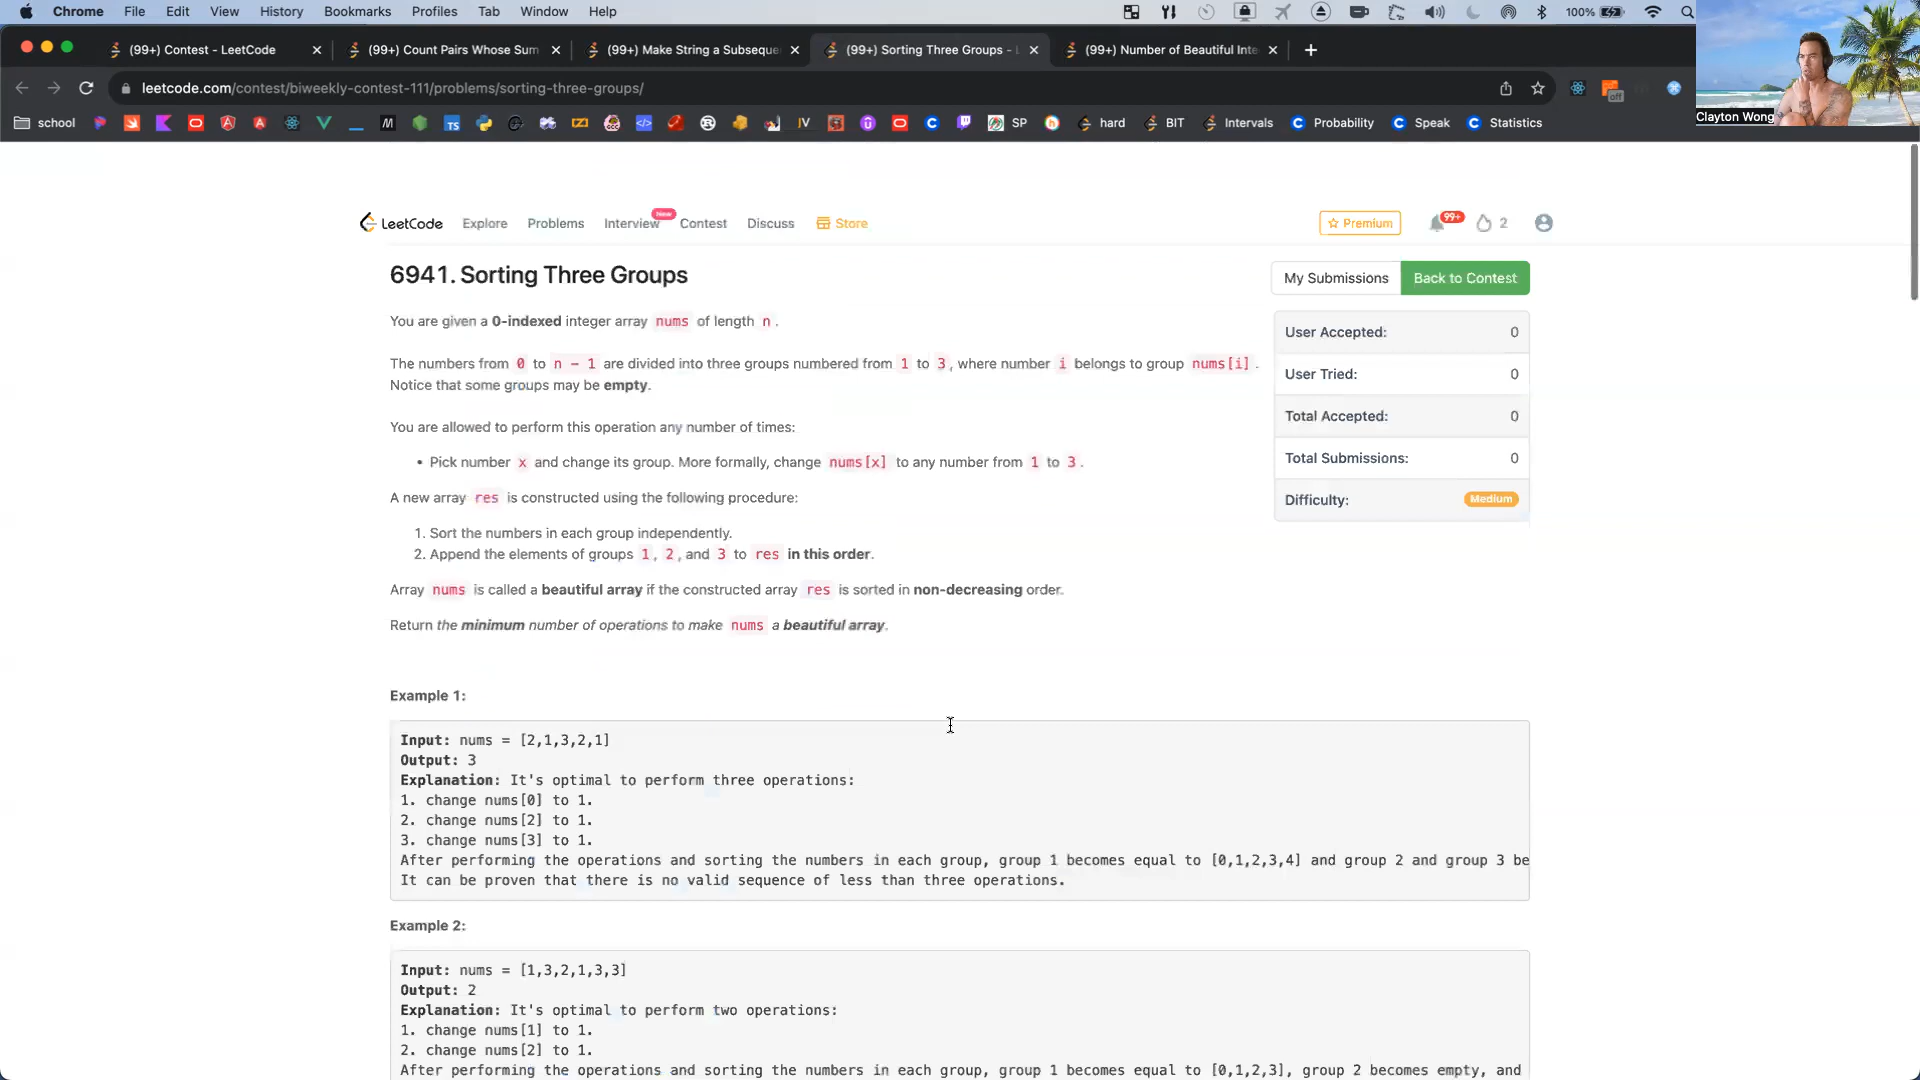 Chrome File Edit View History Bookmarks Profiles Tab Window Help 100%
(99+) Contest - LeetCode
(99+) Count Pairs Whose Sum
(99+) Make String a Subseque
(99+) Sorting Three Groups - L
(99+) Number of Beautiful Inte
leetcode.com/contest/biweekly-contest-111/problems/sorting-three-groups/
Clayton Wong
school TS JV SP hard BIT Intervals Probability Speak Statistics
off
LeetCode Explore Problems Interview New Contest Discuss Store Premium 99+ 2
6941. Sorting Three Groups
My Submissions Back to Contest
You are given a 0-indexed integer array nums of length n.
The numbers from 0 to n - 1 are divided into three groups numbered from 1 to 3, where number i belongs to group nums[i].
Notice that some groups may be empty.
You are allowed to perform this operation any number of times:
• Pick number x and change its group. More formally, change nums[x] to any number from 1 to 3.
A new array res is constructed using the following procedure:
1. Sort the numbers in each group independently.
2. Append the elements of groups 1, 2, and 3 to res in this order.
Array nums is called a beautiful array if the constructed array res is sorted in non-decreasing order.
Return the minimum number of operations to make nums a beautiful array.
User Accepted: 0
User Tried: 0
Total Accepted: 0
Total Submissions: 0
Difficulty: Medium
Example 1:
Input: nums = [2,1,3,2,1]
Output: 3
Explanation: It's optimal to perform three operations:
1. change nums[0] to 1.
2. change nums[2] to 1.
3. change nums[3] to 1.
After performing the operations and sorting the numbers in each group, group 1 becomes equal to [0,1,2,3,4] and group 2 and group 3 be
It can be proven that there is no valid sequence of less than three operations.
Example 2:
Input: nums = [1,3,2,1,3,3]
Output: 2
Explanation: It's optimal to perform two operations:
1. change nums[1] to 1.
2. change nums[2] to 1.
After performing the operations and sorting the numbers in each group, group 1 becomes equal to [0,1,2,3], group 2 becomes empty, and